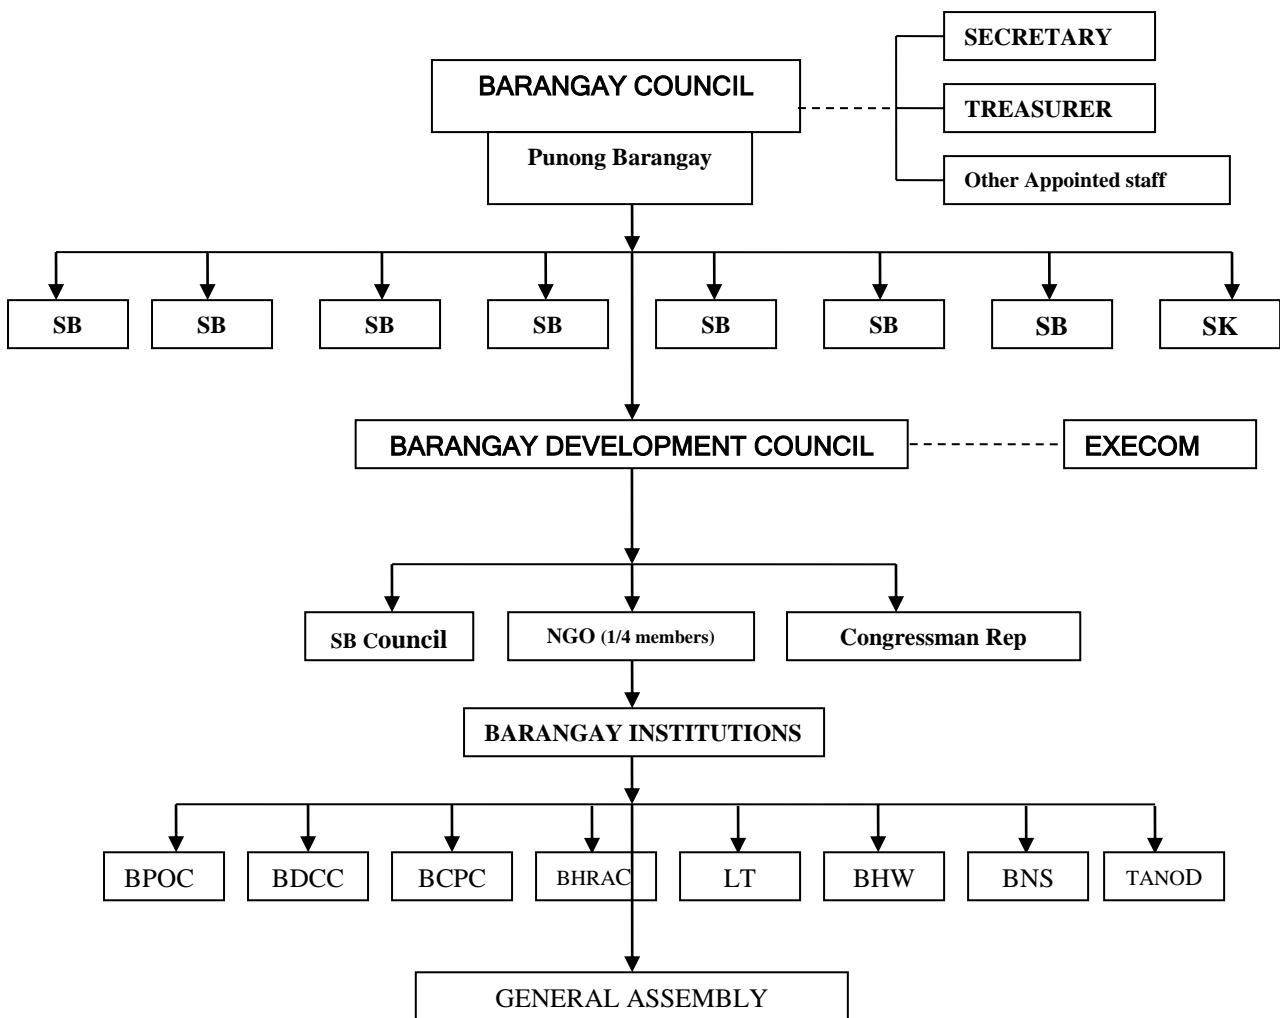 SECRETARY
BARANGAY COUNCIL
TREASURER
Punong Barangay
Other Appointed staff
SB
SB
SB
SB
SB
SB
SB
SK
BARANGAY DEVELOPMENT COUNCIL
EXECOM
SB Council
NGO (1/4 members)
Congressman Rep
BARANGAY INSTITUTIONS
BPOC
BDCC
BCPC
BHRAC
LT
BHW
BNS
TANOD
GENERAL ASSEMBLY